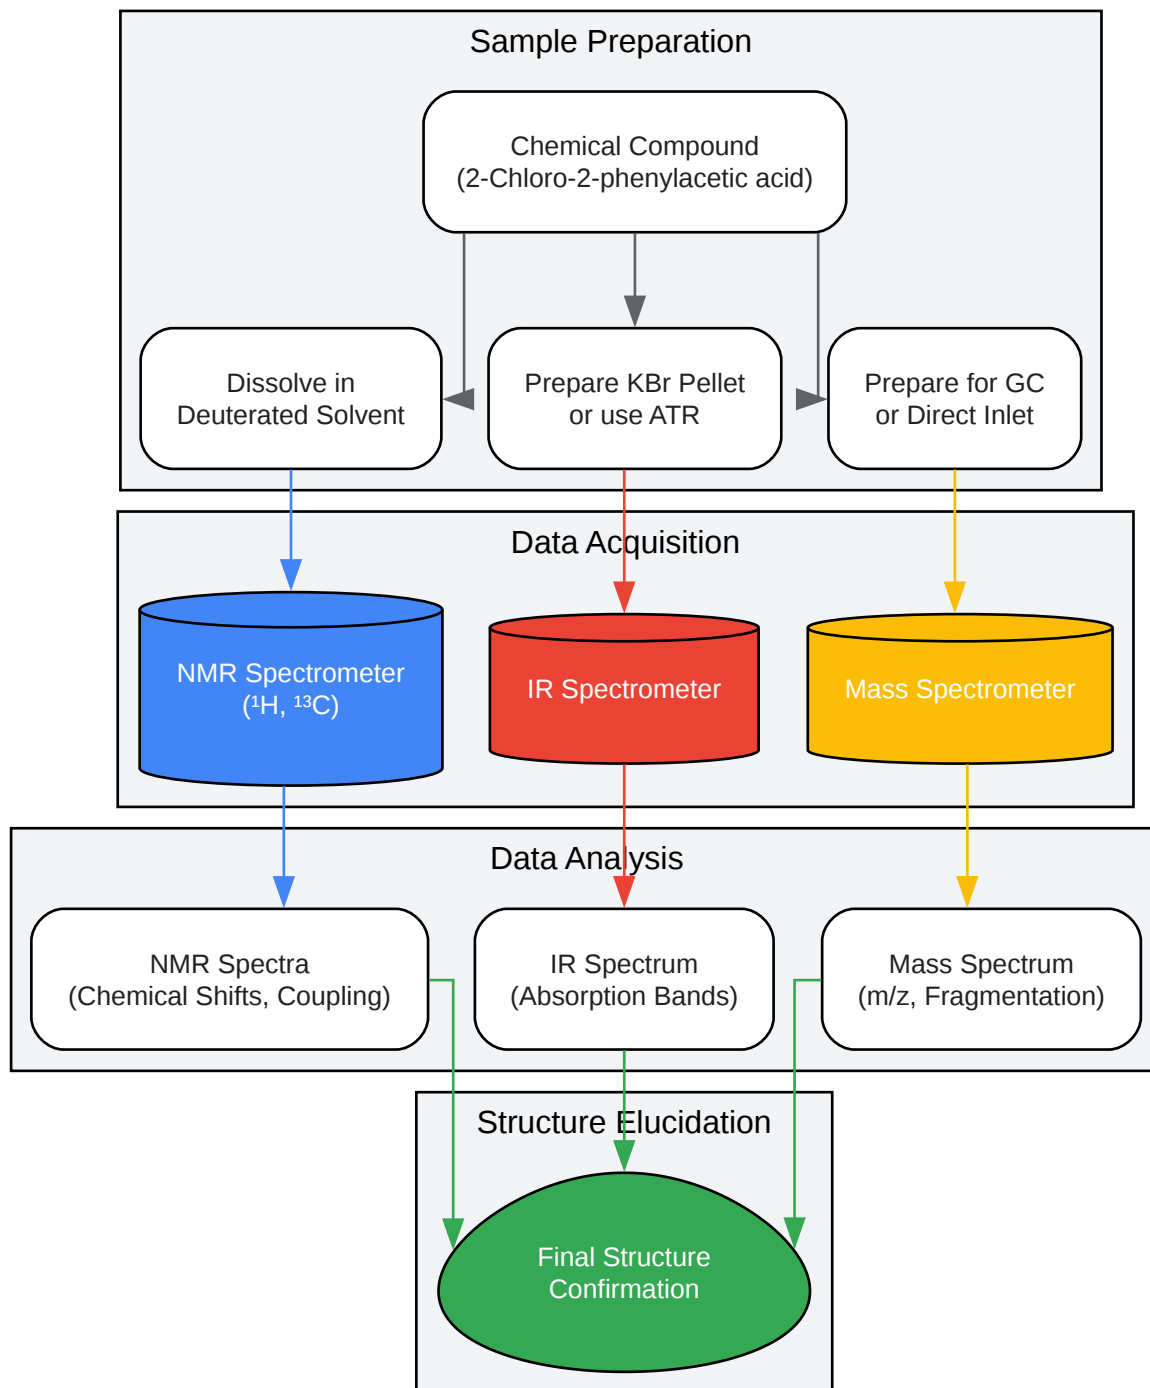 Sample Preparation
Chemical Compound
(2-Chloro-2-phenylacetic acid)
Dissolve in
Deuterated Solvent
Prepare KBr Pellet
or use ATR
Prepare for GC
or Direct Inlet
Data Acquisition
NMR Spectrometer
(¹H, ¹³C)
IR Spectrometer
Mass Spectrometer
Data Analysis
NMR Spectra
(Chemical Shifts, Coupling)
IR Spectrum
(Absorption Bands)
Mass Spectrum
(m/z, Fragmentation)
Structure Elucidation
Final Structure
Confirmation